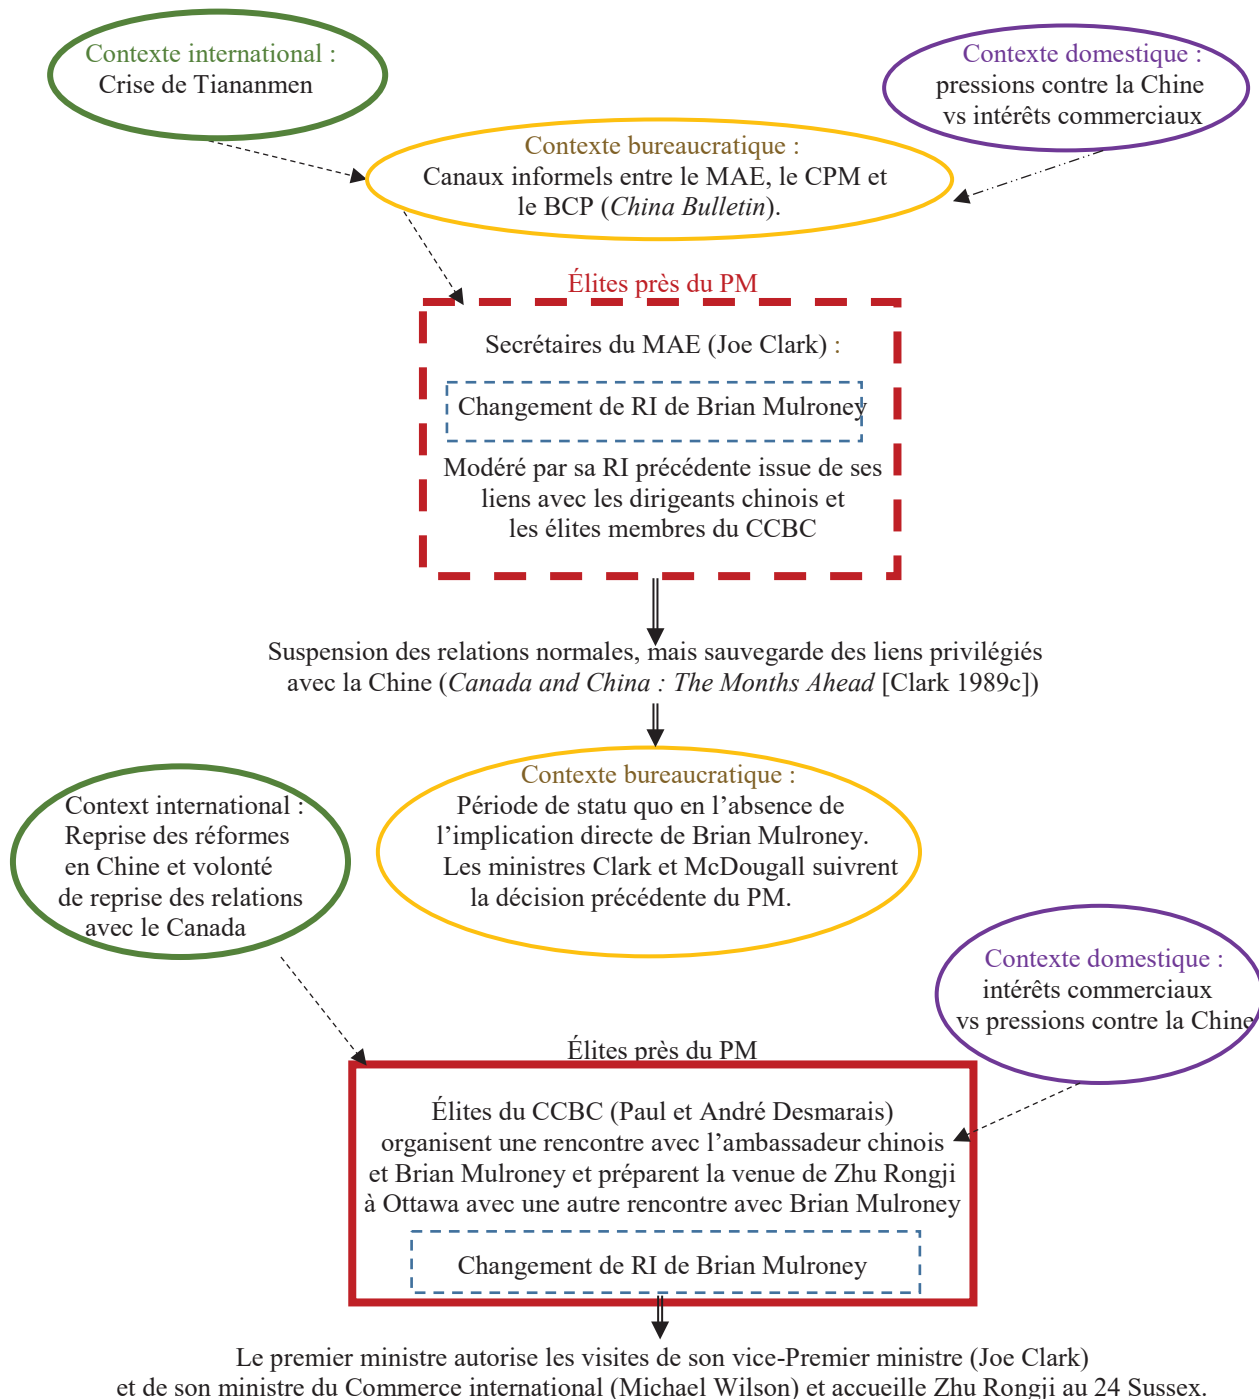 Contexte international :
Crise de Tiananmen
Contexte domestique :
pressions contre la Chine
vs intérêts commerciaux
Contexte bureaucratique :
Canaux informels entre le MAE, le CPM et
le BCP (China Bulletin).
Élites près du PM
Secrétaires du MAE (Joe Clark) :
Changement de RI de Brian Mulroney
Modéré par sa RI précédente issue de ses
liens avec les dirigeants chinois et
les élites membres du CCBC
Suspension des relations normales, mais sauvegarde des liens privilégiés
avec la Chine (Canada and China : The Months Ahead [Clark 1989c])
Contexte bureaucratique :
Période de statu quo en l’absence de
l’implication directe de Brian Mulroney.
Les ministres Clark et McDougall suivrent
la décision précédente du PM.
Context international :
Reprise des réformes
en Chine et volonté
de reprise des relations
avec le Canada
Contexte domestique :
intérêts commerciaux
vs pressions contre la Chine
Élites près du PM
Élites du CCBC (Paul et André Desmarais)
organisent une rencontre avec l’ambassadeur chinois
et Brian Mulroney et préparent la venue de Zhu Rongji
à Ottawa avec une autre rencontre avec Brian Mulroney
Changement de RI de Brian Mulroney
Le premier ministre autorise les visites de son vice-Premier ministre (Joe Clark)
et de son ministre du Commerce international (Michael Wilson) et accueille Zhu Rongji au 24 Sussex.